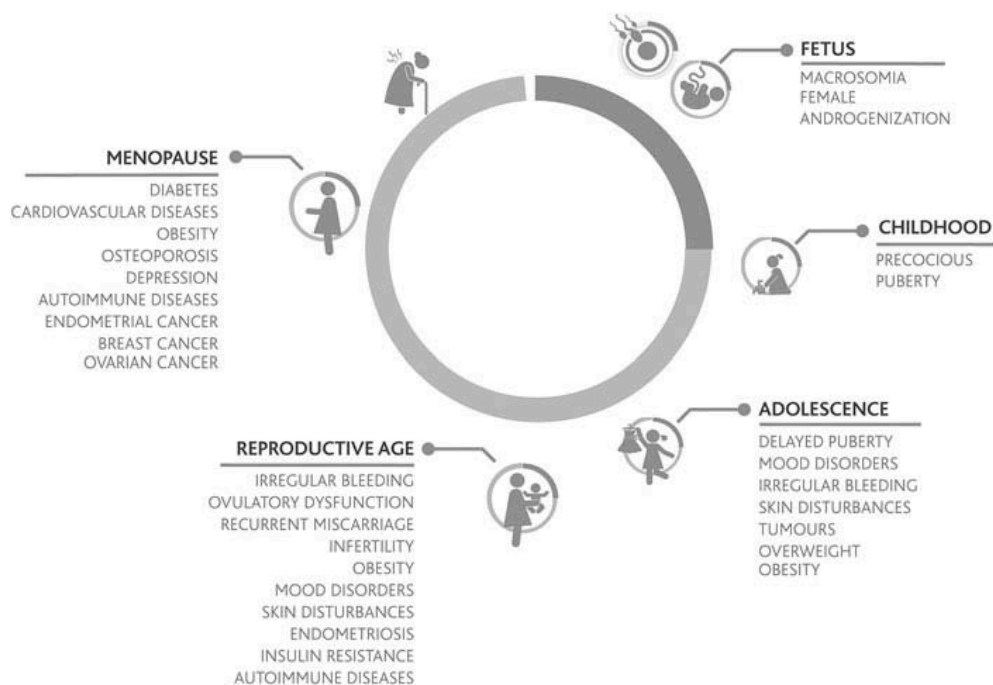 FETUS
MACROSOMIA
FEMALE
ANDROGENIZATION
CHILDHOOD
PRECOCIOUS
PUBERTY
ADOLESCENCE
DELAYED PUBERTY
MOOD DISORDERS
IRREGULAR BLEEDING
SKIN DISTURBANCES
TUMOURS
OVERWEIGHT
OBESITY
REPRODUCTIVE AGE
IRREGULAR BLEEDING
OVULATORY DYSFUNCTION
RECURRENT MISCARRIAGE
INFERTILITY
OBESITY
MOOD DISORDERS
SKIN DISTURBANCES
ENDOMETRIOSIS
INSULIN RESISTANCE
AUTOIMMUNE DISEASES
MENOPAUSE
DIABETES
CARDIOVASCULAR DISEASES
OBESITY
OSTEOPOROSIS
DEPRESSION
AUTOIMMUNE DISEASES
ENDOMETRIAL CANCER
BREAST CANCER
OVARIAN CANCER